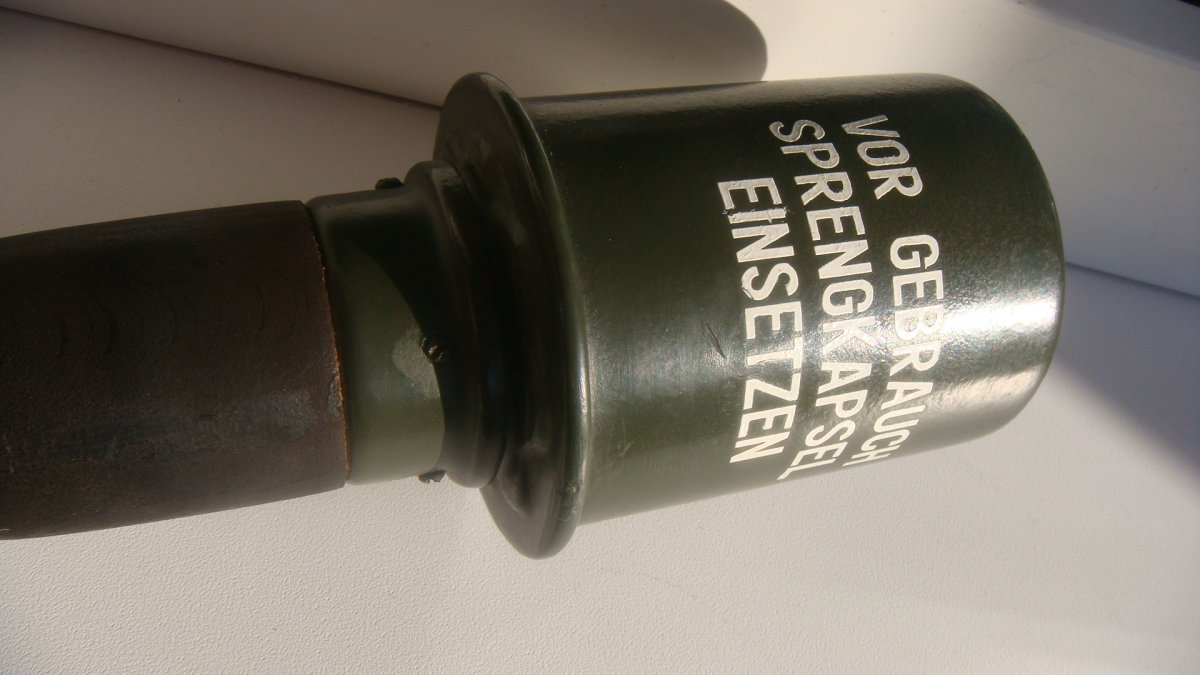 VOR GEBRAUCH
SPRENGKAPSEL
EINSETZEN